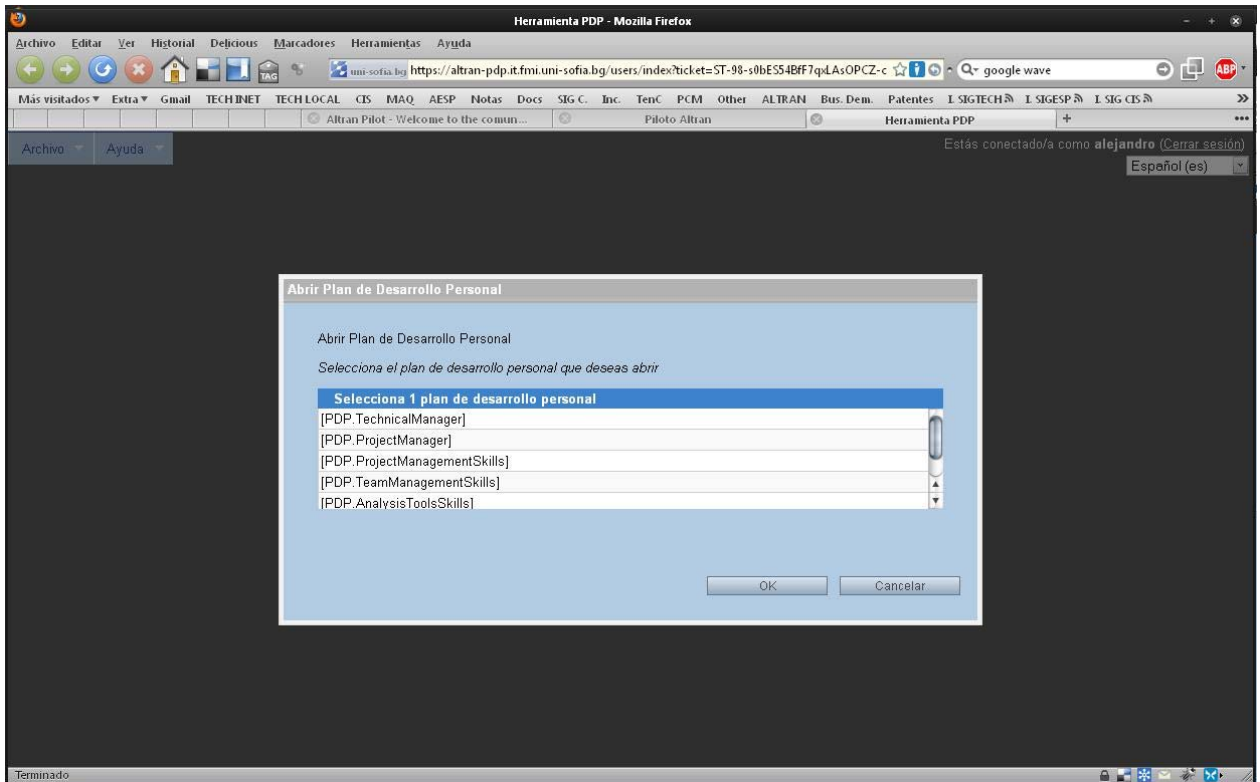 Herramienta PDP - Mozilla Firefox
Archivo Editar Ver Historial Delicious Marcadores Herramientas Ayuda
TAG uni-sofia.bg https://altran-pdp.it.fmi.uni-sofia.bg/users/index?ticket=ST-98-s0bES54BfF7qxLAsOPCZ-c google wave ABP
Más visitados Extra Gmail TECH INET TECH LOCAL CIS MAQ AESP Notas Docs SIG C. Inc. TenC PCM Other ALTRAN Bus. Dem. Patentes I. SIGTECH I. SIGESP I. SIG CIS »
Altran Pilot - Welcome to the comun... Piloto Altran Herramienta PDP +
Archivo Ayuda Estás conectado/a como alejandro (Cerrar sesión)
Español (es)
Abrir Plan de Desarrollo Personal
Abrir Plan de Desarrollo Personal
Selecciona el plan de desarrollo personal que deseas abrir
Selecciona 1 plan de desarrollo personal
[PDP.TechnicalManager]
[PDP.ProjectManager]
[PDP.ProjectManagementSkills]
[PDP.TeamManagementSkills]
[PDP.AnalysisToolsSkills]
OK Cancelar
Terminado